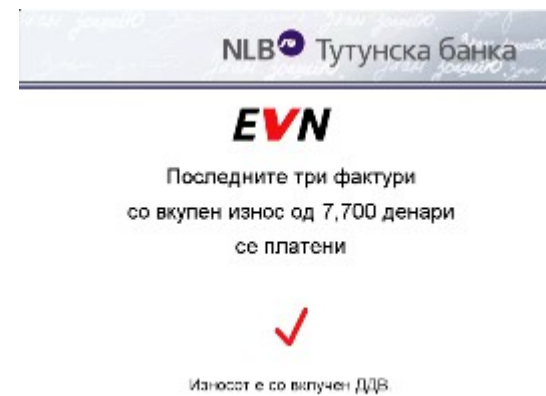 NLB Тутунска банка
EVN
Последните три фактури
со вкупен износ од 7,700 денари
се платени
Износот е со вклучен ДДВ